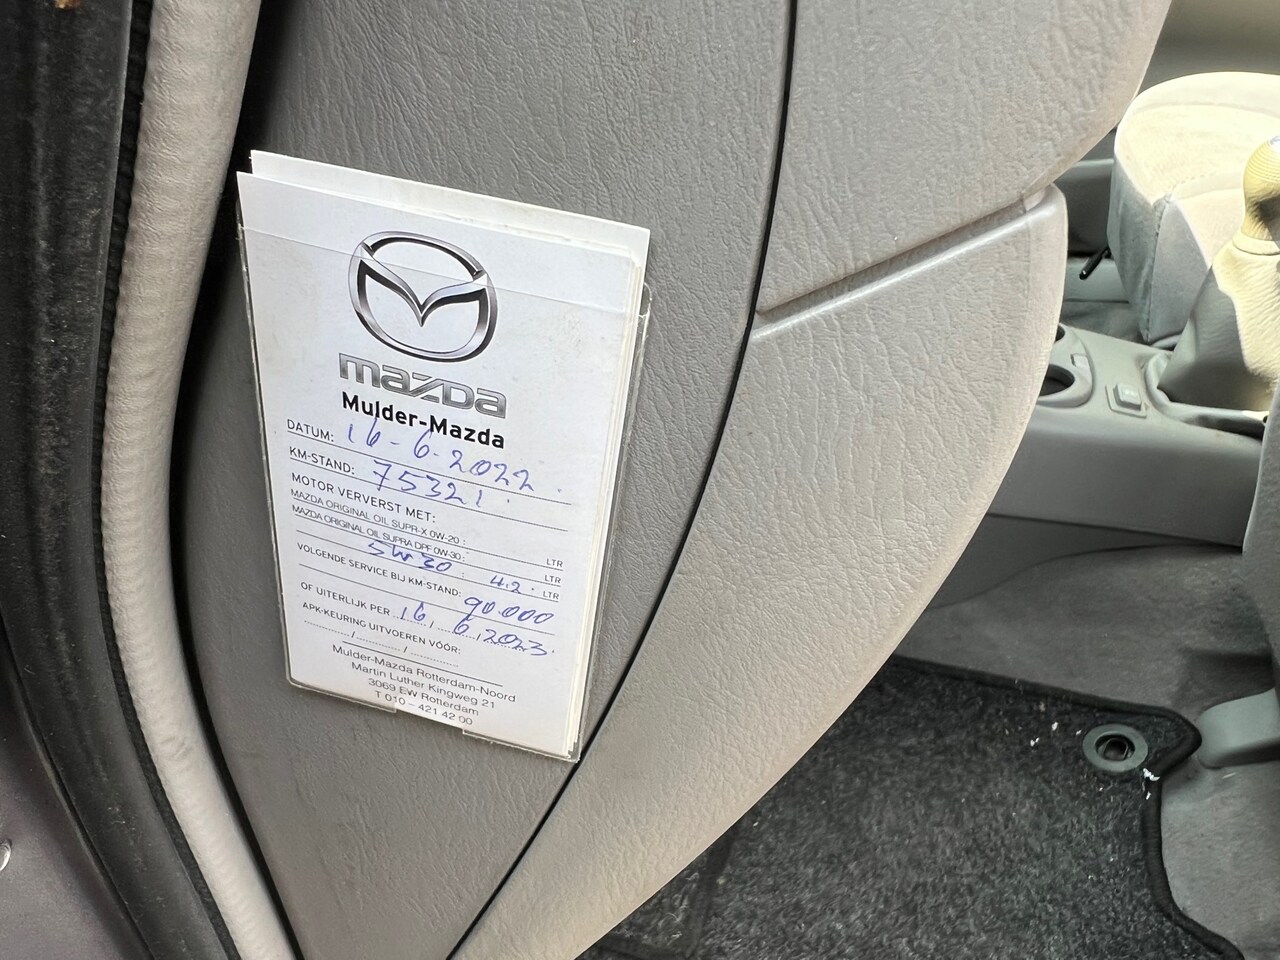 mazda
Mulder-Mazda
DATUM: 16-6-2022.
KM-STAND: 75321.
MOTOR VERVERST MET:
MAZDA ORIGINAL OIL SUPR-X 0W-20 : LTR
MAZDA ORIGINAL OIL SUPRA DPF 0W-30 : LTR
5W30 : 4.2 LTR
VOLGENDE SERVICE BIJ KM-STAND: 90.000
OF UITERLIJK PER 16 / 6 / 2023.
APK-KEURING UITVOEREN VÓÓR:
/ /
Mulder-Mazda Rotterdam-Noord
Martin Luther Kingweg 21
3069 EW Rotterdam
T 010 – 421 42 00